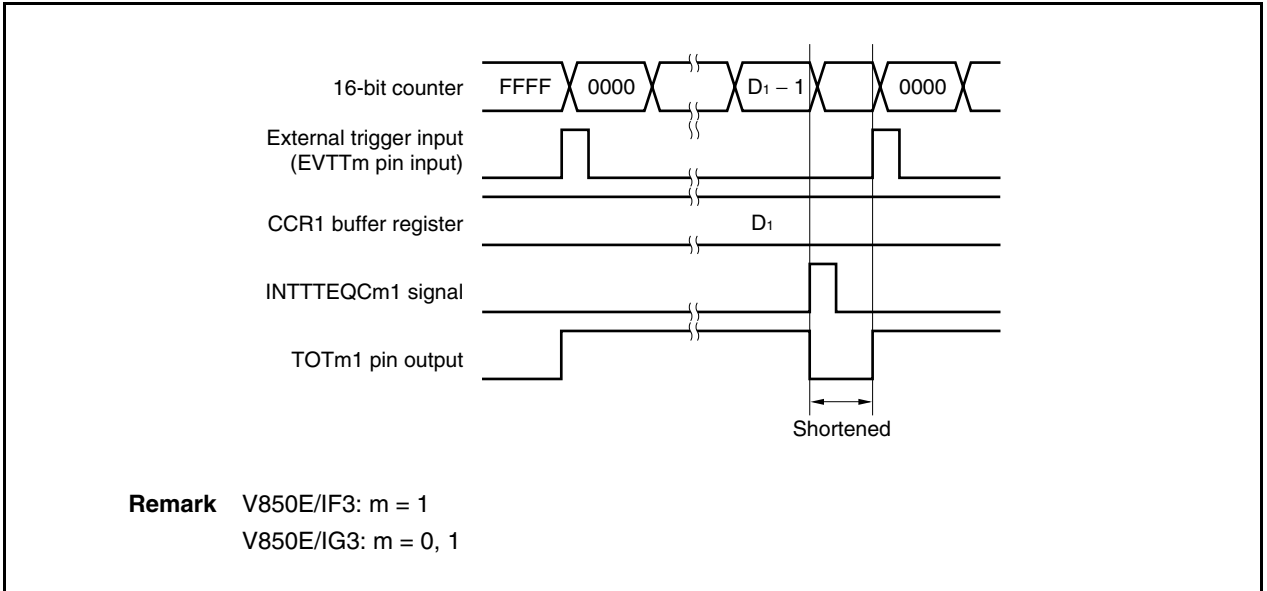 16-bit counter FFFF 0000 D₁ – 1 0000
External trigger input
(EVTTm pin input)
CCR1 buffer register D₁
INTTTEQCm1 signal
TOTm1 pin output
Shortened
Remark V850E/IF3: m = 1
V850E/IG3: m = 0, 1